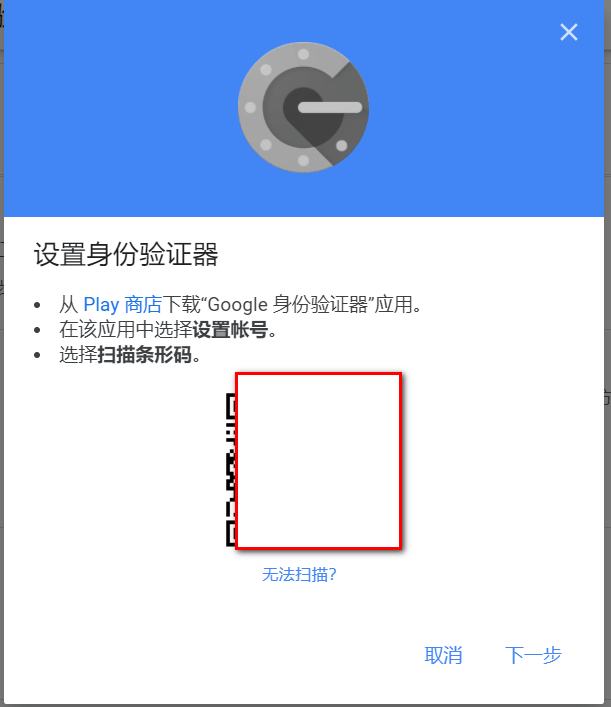 设置身份验证器
从 Play 商店下载“Google 身份验证器”应用。
在该应用中选择设置帐号。
选择扫描条形码。
无法扫描？
取消
下一步